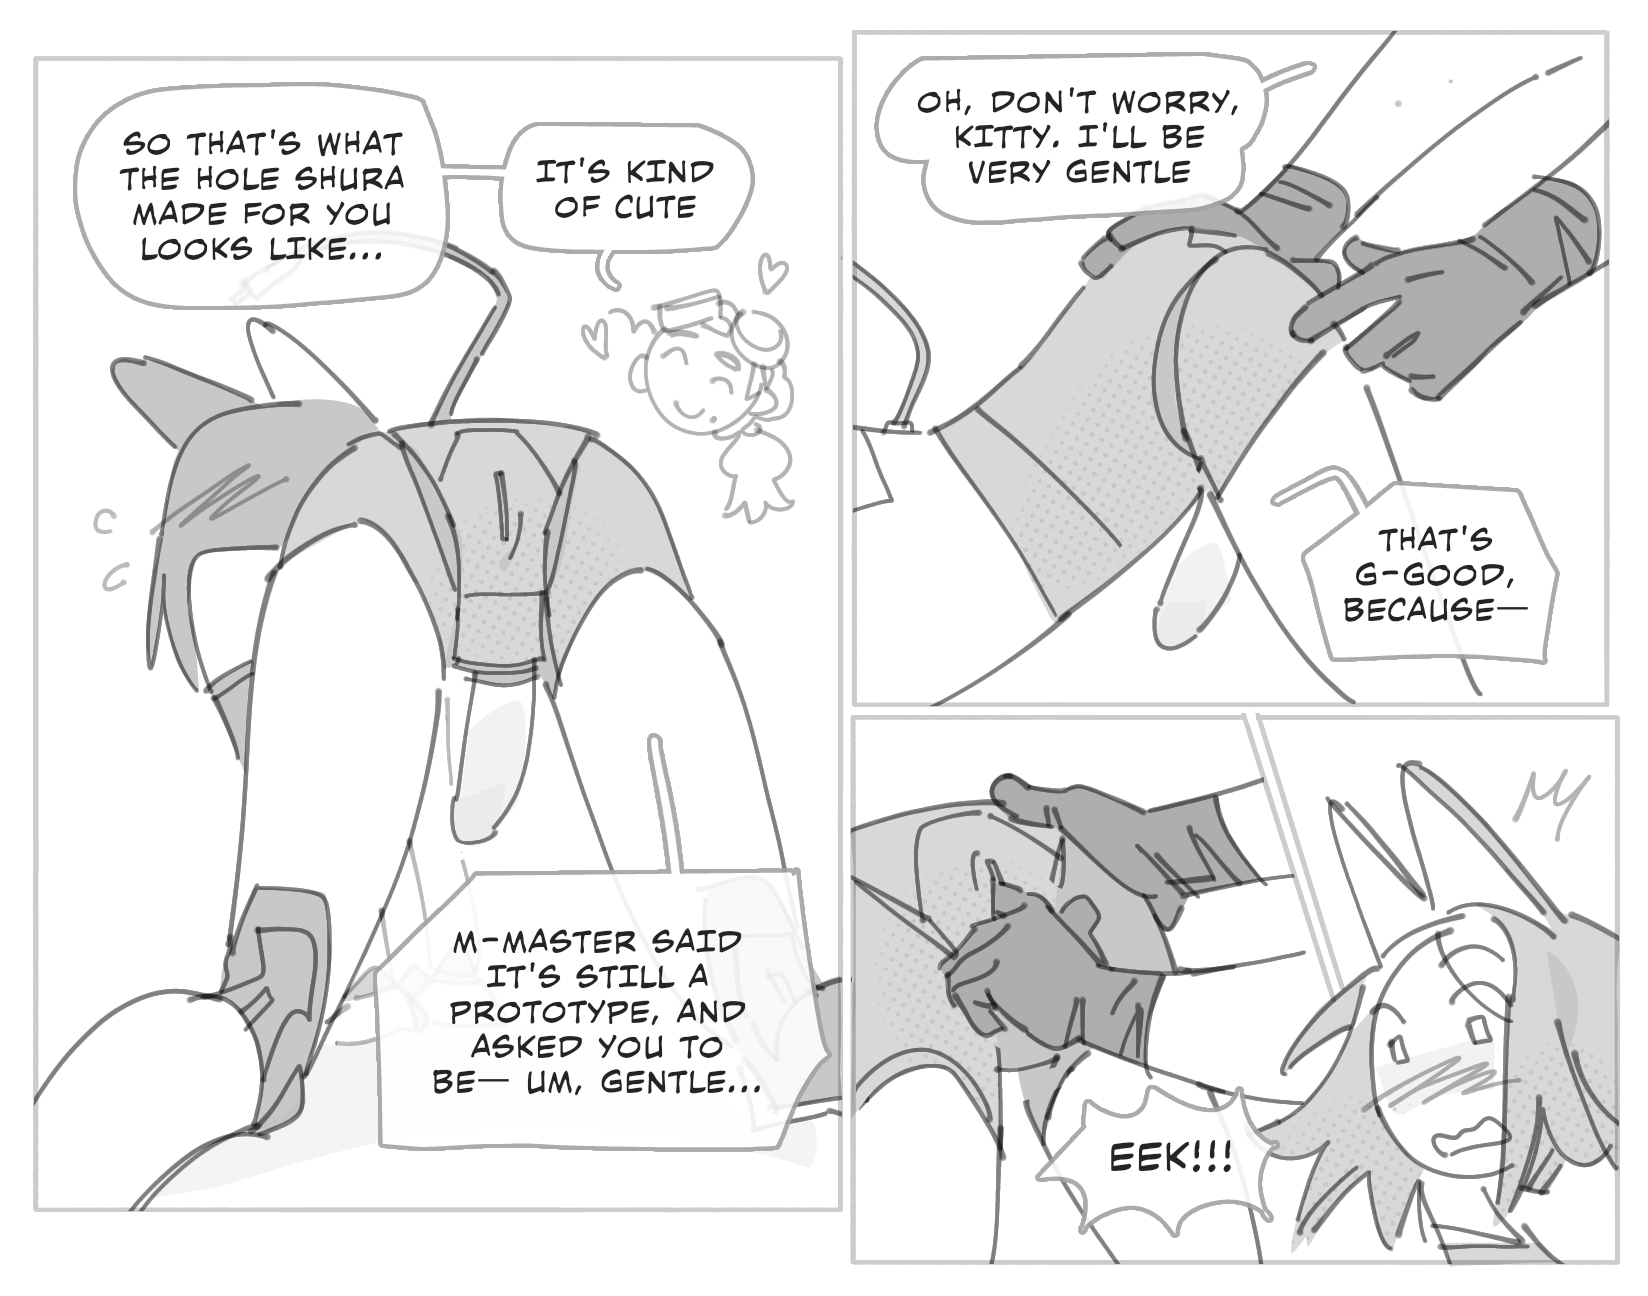 SO THAT'S WHAT
THE HOLE SHURA
MADE FOR YOU
LOOKS LIKE...
IT'S KIND
OF CUTE
M-MASTER SAID
IT'S STILL A
PROTOTYPE, AND
ASKED YOU TO
BE— UM, GENTLE...
OH, DON'T WORRY,
KITTY. I'LL BE
VERY GENTLE
THAT'S
G-GOOD,
BECAUSE—
EEK!!!